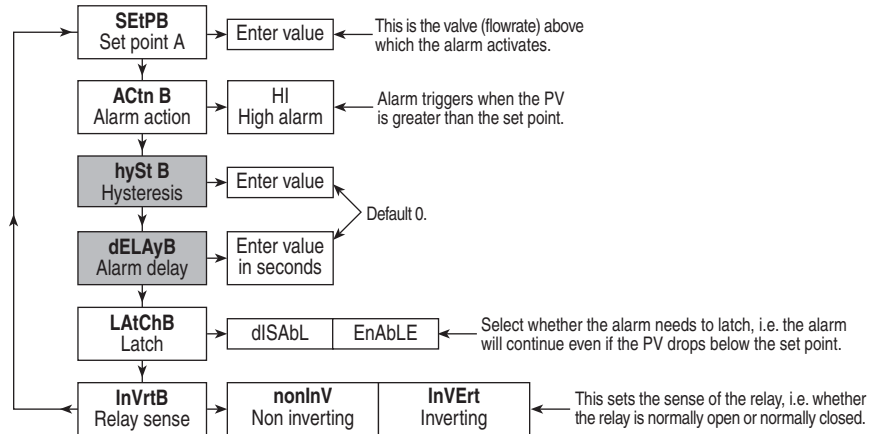 SEtPB
Set point A
Enter value
This is the valve (flowrate) above
which the alarm activates.
ACtn B
Alarm action
HI
High alarm
Alarm triggers when the PV
is greater than the set point.
hySt B
Hysteresis
Enter value
Default 0.
dELAyB
Alarm delay
Enter value
in seconds
LAtChB
Latch
dISAbL
EnAbLE
Select whether the alarm needs to latch, i.e. the alarm
will continue even if the PV drops below the set point.
InVrtB
Relay sense
nonInV
Non inverting
InVErt
Inverting
This sets the sense of the relay, i.e. whether
the relay is normally open or normally closed.